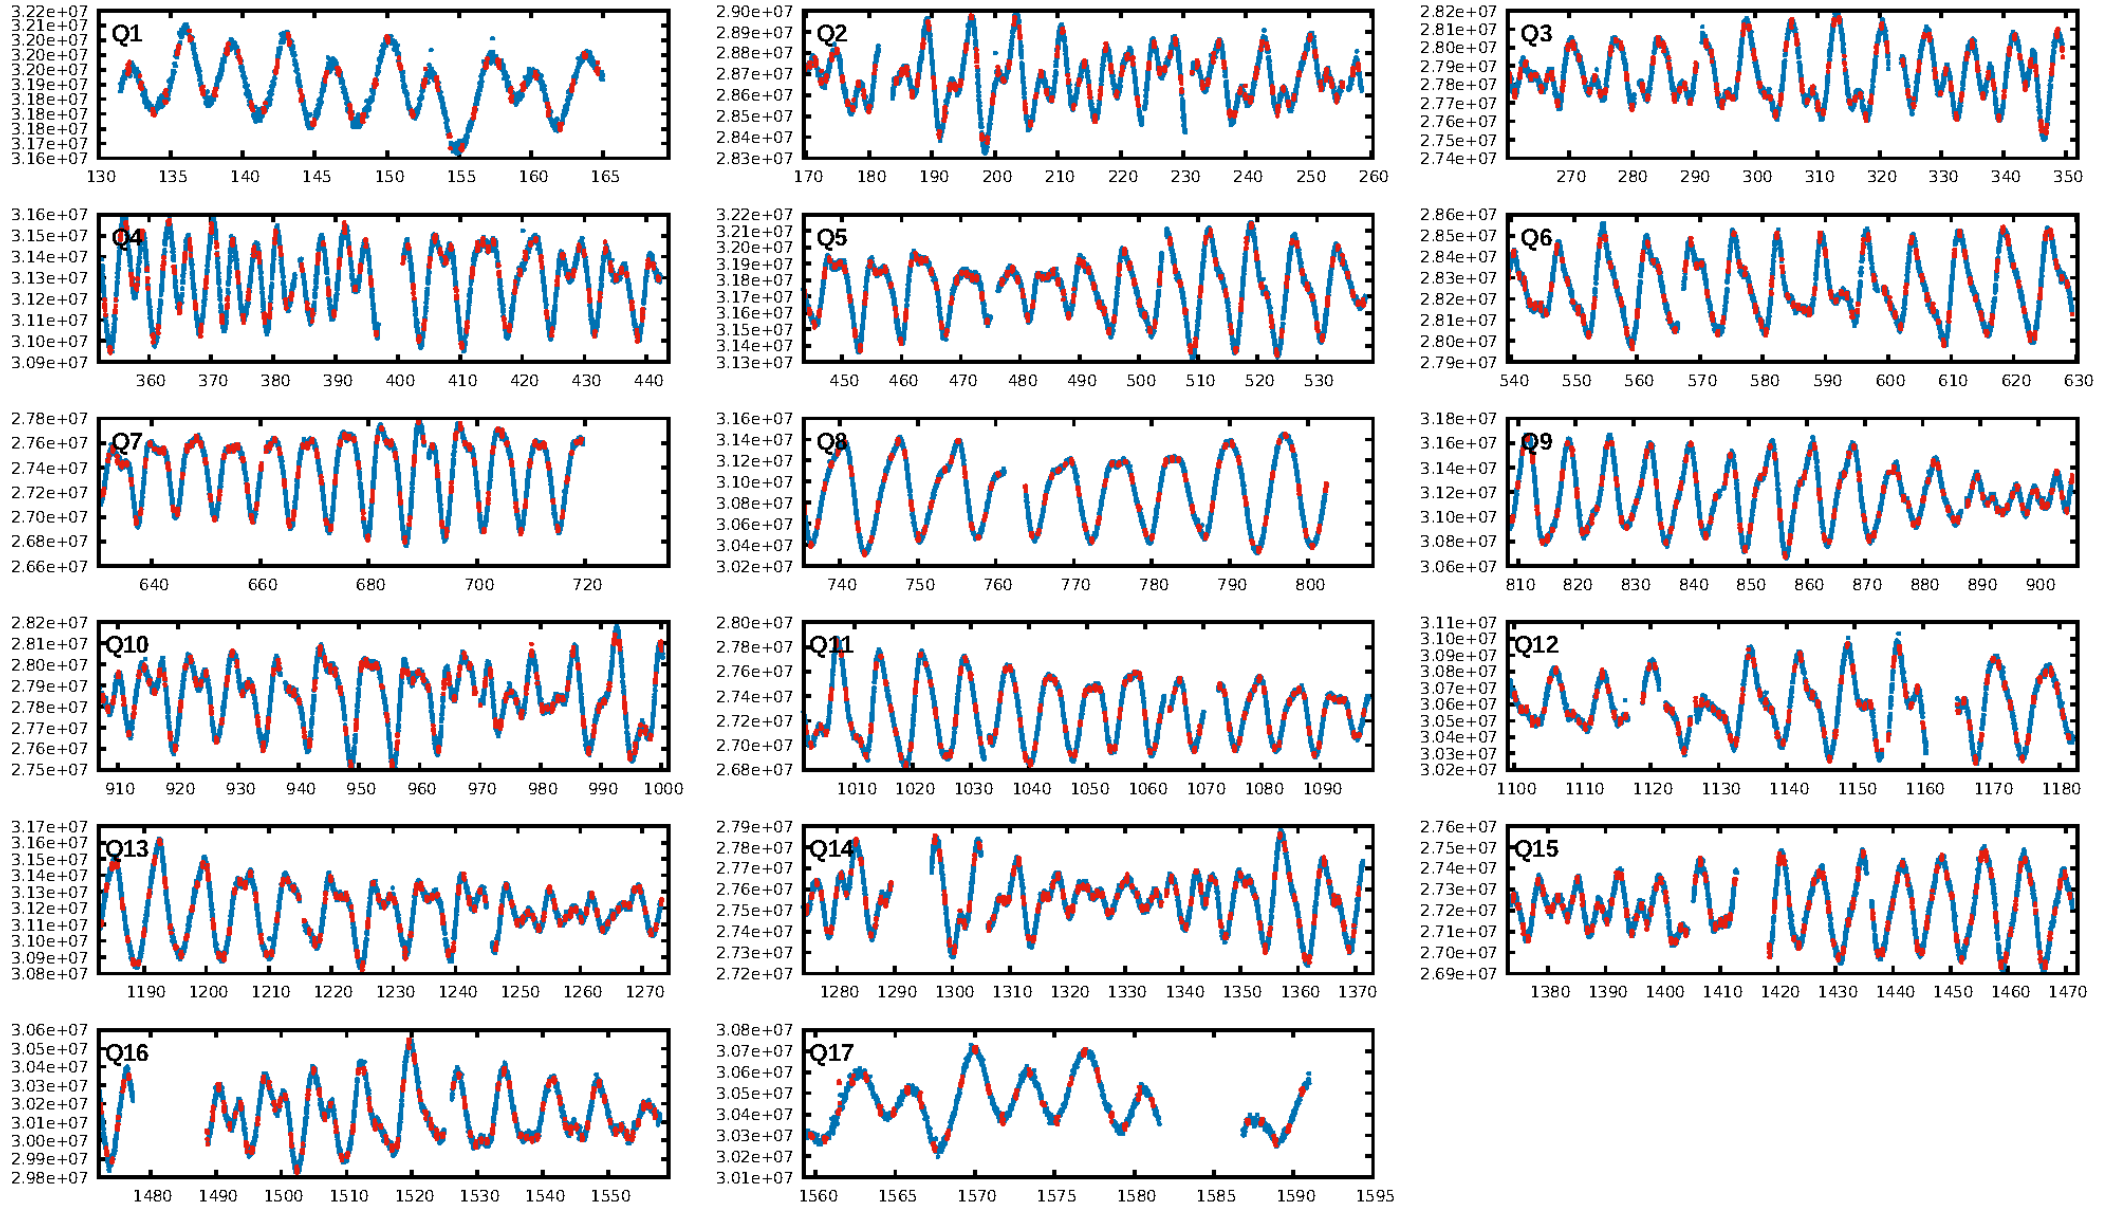 Q1
3.22e+07
3.21e+07
3.20e+07
3.20e+07
3.20e+07
3.19e+07
3.18e+07
3.18e+07
3.18e+07
3.17e+07
3.16e+07
130 135 140 145 150 155 160 165
Q2
2.90e+07
2.89e+07
2.88e+07
2.87e+07
2.86e+07
2.85e+07
2.84e+07
2.83e+07
170 180 190 200 210 220 230 240 250 260
Q3
2.82e+07
2.81e+07
2.80e+07
2.79e+07
2.78e+07
2.77e+07
2.76e+07
2.75e+07
2.74e+07
270 280 290 300 310 320 330 340 350
Q4
3.16e+07
3.15e+07
3.14e+07
3.13e+07
3.12e+07
3.11e+07
3.10e+07
3.09e+07
360 370 380 390 400 410 420 430 440
Q5
3.22e+07
3.21e+07
3.20e+07
3.19e+07
3.18e+07
3.17e+07
3.16e+07
3.15e+07
3.14e+07
3.13e+07
450 460 470 480 490 500 510 520 530
Q6
2.86e+07
2.85e+07
2.84e+07
2.83e+07
2.82e+07
2.81e+07
2.80e+07
2.79e+07
540 550 560 570 580 590 600 610 620 630
Q7
2.78e+07
2.76e+07
2.74e+07
2.72e+07
2.70e+07
2.68e+07
2.66e+07
640 660 680 700 720
Q8
3.16e+07
3.14e+07
3.12e+07
3.10e+07
3.08e+07
3.06e+07
3.04e+07
3.02e+07
740 750 760 770 780 790 800
Q9
3.18e+07
3.16e+07
3.14e+07
3.12e+07
3.10e+07
3.08e+07
3.06e+07
810 820 830 840 850 860 870 880 890 900
Q10
2.82e+07
2.81e+07
2.80e+07
2.79e+07
2.78e+07
2.77e+07
2.76e+07
2.75e+07
910 920 930 940 950 960 970 980 990 1000
Q11
2.80e+07
2.78e+07
2.76e+07
2.74e+07
2.72e+07
2.70e+07
2.68e+07
1010 1020 1030 1040 1050 1060 1070 1080 1090
Q12
3.11e+07
3.10e+07
3.09e+07
3.08e+07
3.07e+07
3.06e+07
3.05e+07
3.04e+07
3.03e+07
3.02e+07
1100 1110 1120 1130 1140 1150 1160 1170 1180
Q13
3.17e+07
3.16e+07
3.15e+07
3.14e+07
3.13e+07
3.12e+07
3.11e+07
3.10e+07
3.09e+07
3.08e+07
1190 1200 1210 1220 1230 1240 1250 1260 1270
Q14
2.79e+07
2.78e+07
2.77e+07
2.76e+07
2.75e+07
2.74e+07
2.73e+07
2.72e+07
1280 1290 1300 1310 1320 1330 1340 1350 1360 1370
Q15
2.76e+07
2.75e+07
2.74e+07
2.73e+07
2.72e+07
2.71e+07
2.70e+07
2.69e+07
1380 1390 1400 1410 1420 1430 1440 1450 1460 1470
Q16
3.06e+07
3.05e+07
3.04e+07
3.03e+07
3.02e+07
3.01e+07
3.00e+07
2.99e+07
2.98e+07
1480 1490 1500 1510 1520 1530 1540 1550
Q17
3.08e+07
3.07e+07
3.06e+07
3.05e+07
3.04e+07
3.03e+07
3.02e+07
3.01e+07
1560 1565 1570 1575 1580 1585 1590 1595